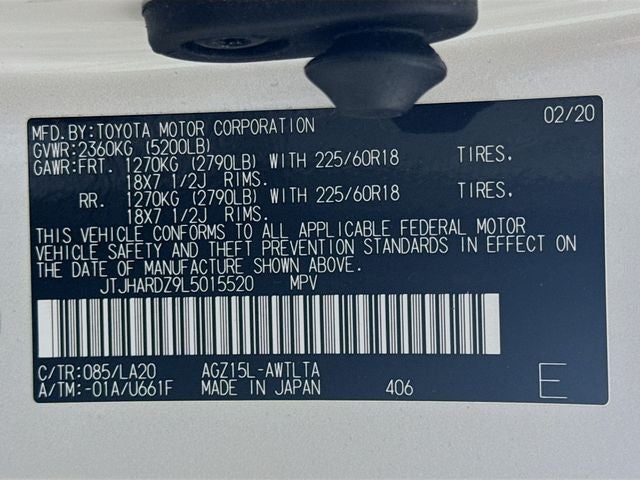 MFD.BY:TOYOTA MOTOR CORPORATION 02/20
GVWR:2360KG (5200LB)
GAWR:FRT. 1270KG (2790LB) WITH 225/60R18 TIRES.
18X7 1/2J RIMS.
RR. 1270KG (2790LB) WITH 225/60R18 TIRES.
18X7 1/2J RIMS.
THIS VEHICLE CONFORMS TO ALL APPLICABLE FEDERAL MOTOR
VEHICLE SAFETY AND THEFT PREVENTION STANDARDS IN EFFECT ON
THE DATE OF MANUFACTURE SHOWN ABOVE.
JTJHARDZ9L5015520 MPV
C/TR:085/LA20 AGZ15L-AWTLTA
A/TM:-01A/U661F MADE IN JAPAN 406 E